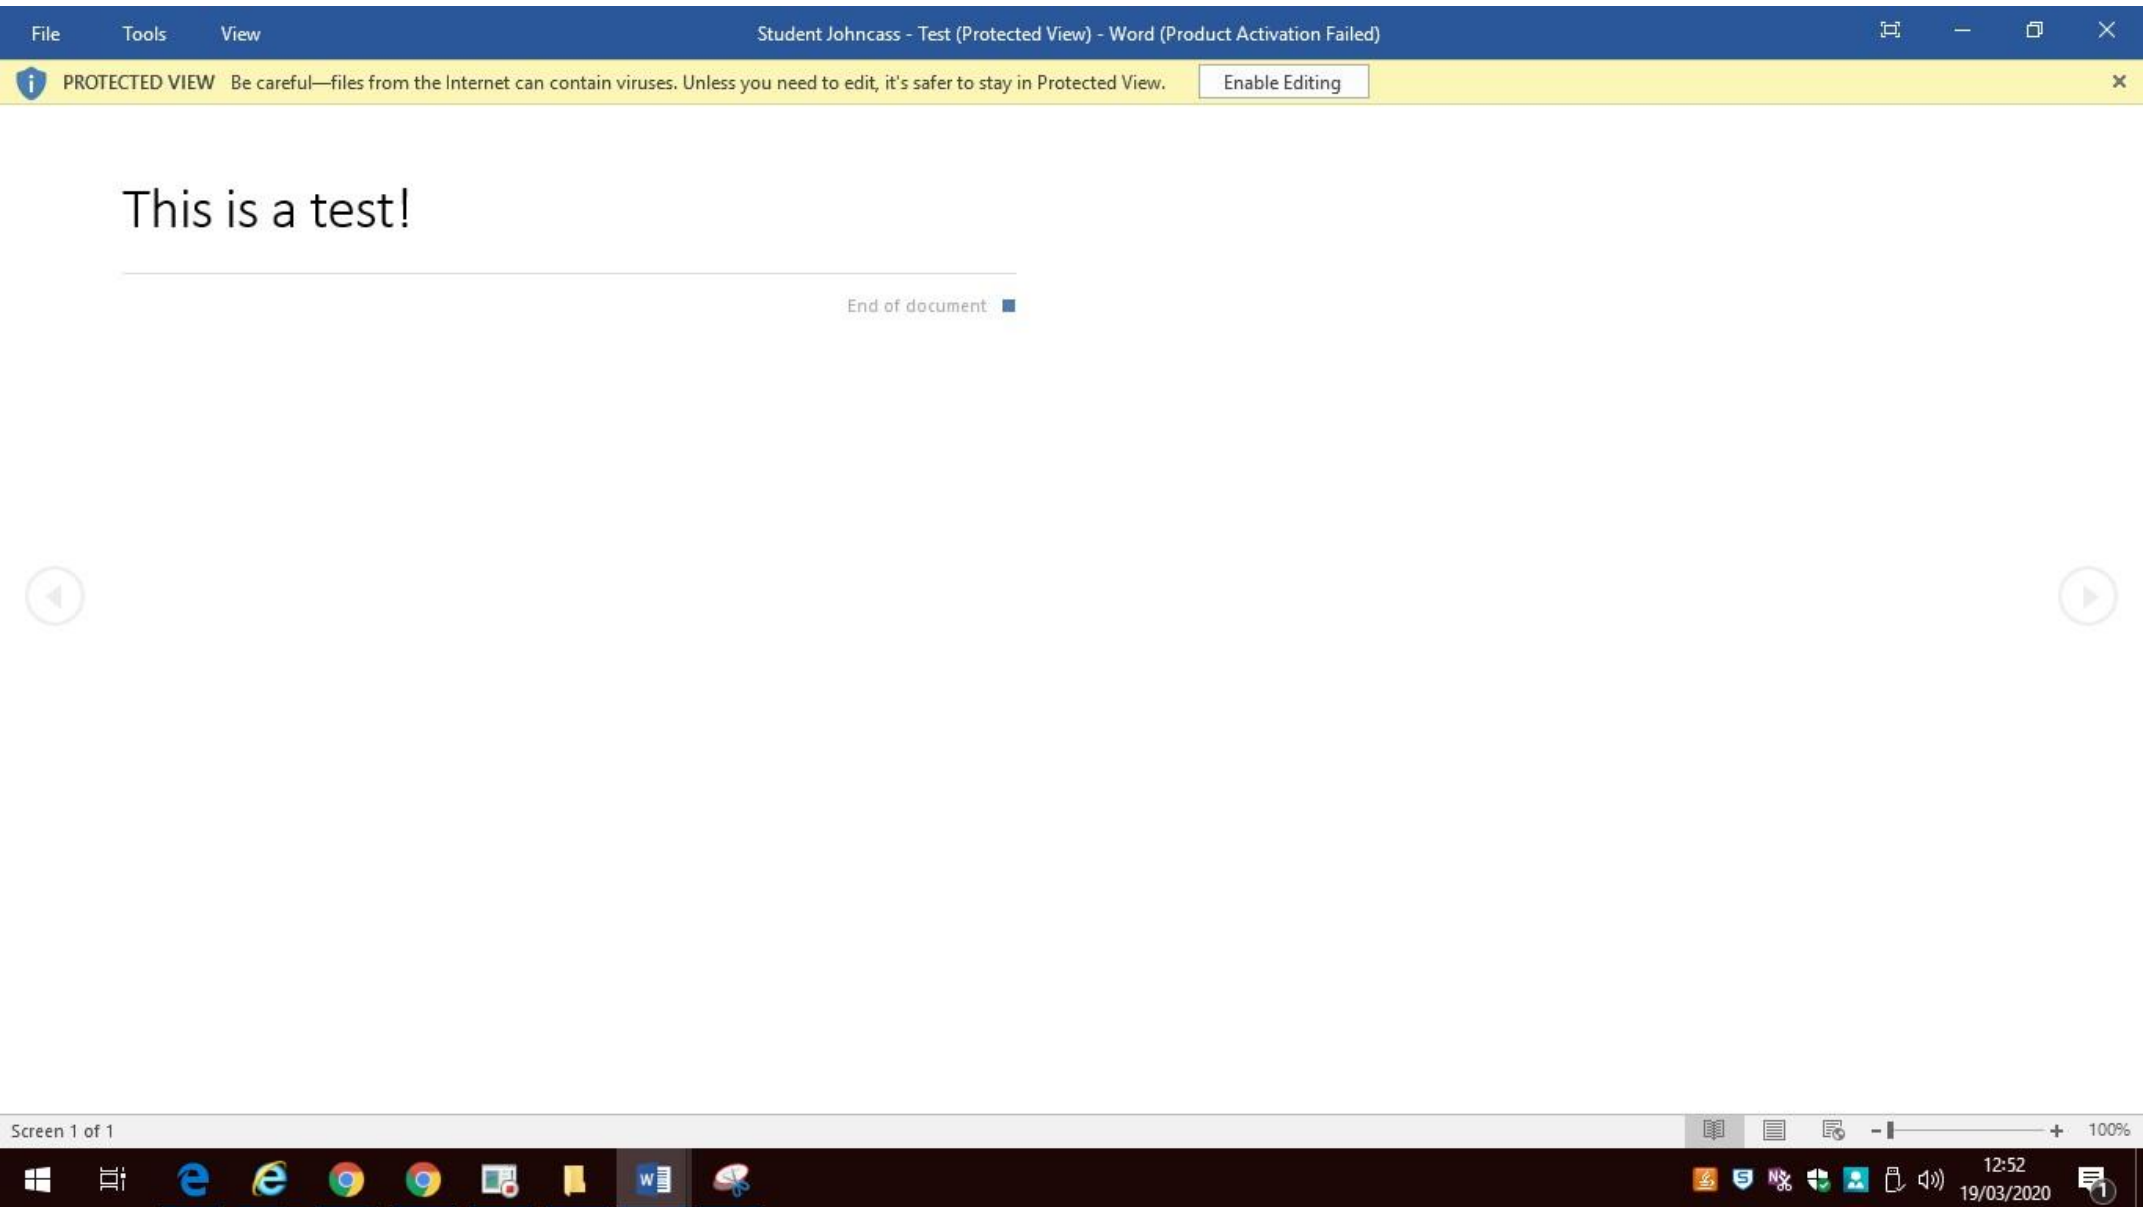 File Tools View Student Johncass - Test (Protected View) - Word (Product Activation Failed)
PROTECTED VIEW Be careful—files from the Internet can contain viruses. Unless you need to edit, it's safer to stay in Protected View. Enable Editing
This is a test!
End of document
Screen 1 of 1 100%
12:52
19/03/2020
1